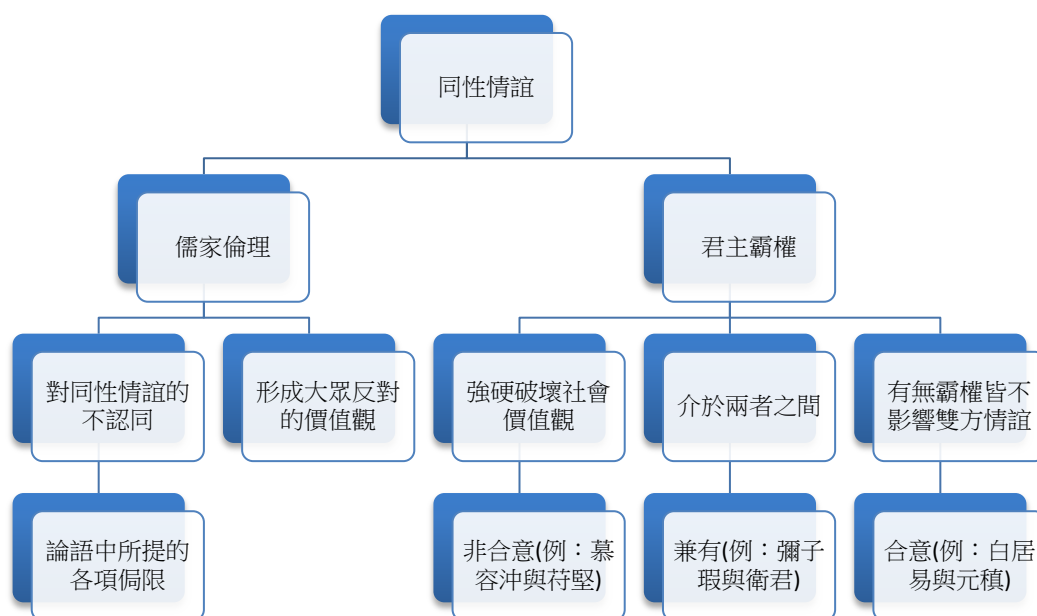 同性情誼
儒家倫理
君主霸權
對同性情誼的
不認同
形成大眾反對
的價值觀
強硬破壞社會
價值觀
介於兩者之間
有無霸權皆不
影響雙方情誼
論語中所提的
各項侷限
非合意(例：慕
容沖與苻堅)
兼有(例：彌子
瑕與衛君)
合意(例：白居
易與元稹)